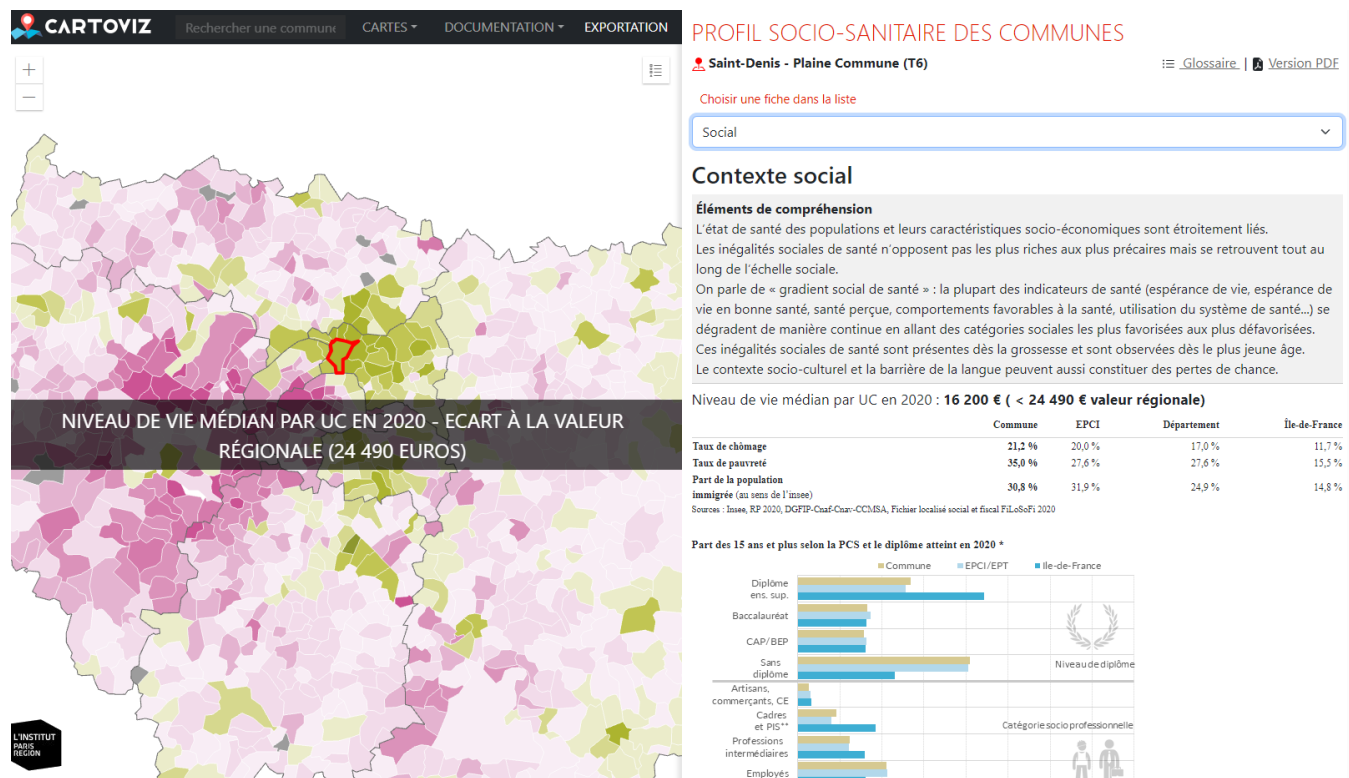 CARTOVIZ
Rechercher une commune
CARTES
DOCUMENTATION
EXPORTATION
+
−
NIVEAU DE VIE MÉDIAN PAR UC EN 2020 - ECART À LA VALEUR
RÉGIONALE (24 490 EUROS)
L'INSTITUT
PARIS
REGION
PROFIL SOCIO-SANITAIRE DES COMMUNES
Saint-Denis - Plaine Commune (T6)
Glossaire | Version PDF
Choisir une fiche dans la liste
Social
Contexte social
Éléments de compréhension
L'état de santé des populations et leurs caractéristiques socio-économiques sont étroitement liés.
Les inégalités sociales de santé n'opposent pas les plus riches aux plus précaires mais se retrouvent tout au
long de l'échelle sociale.
On parle de « gradient social de santé » : la plupart des indicateurs de santé (espérance de vie, espérance de
vie en bonne santé, santé perçue, comportements favorables à la santé, utilisation du système de santé...) se
dégradent de manière continue en allant des catégories sociales les plus favorisées aux plus défavorisées.
Ces inégalités sociales de santé sont présentes dès la grossesse et sont observées dès le plus jeune âge.
Le contexte socio-culturel et la barrière de la langue peuvent aussi constituer des pertes de chance.
Niveau de vie médian par UC en 2020 : 16 200 € ( < 24 490 € valeur régionale)
Commune EPCI Département Île-de-France
Taux de chômage 21,2 % 20,0 % 17,0 % 11,7 %
Taux de pauvreté 35,0 % 27,6 % 27,6 % 15,5 %
Part de la population
immigrée (au sens de l'insee) 30,8 % 31,9 % 24,9 % 14,8 %
Sources : Insee, RP 2020, DGFIP-Cnaf-Cnav-CCMSA, Fichier localisé social et fiscal FiLoSoFi 2020
Part des 15 ans et plus selon la PCS et le diplôme atteint en 2020 *
Commune EPCI/EPT Ile-de-France
Diplôme
ens. sup.
Baccalauréat
CAP/BEP
Sans
diplôme
Niveau de diplôme
Artisans,
commerçants, CE
Cadres
et PIS**
Catégorie socioprofessionnelle
Professions
intermédiaires
Employés